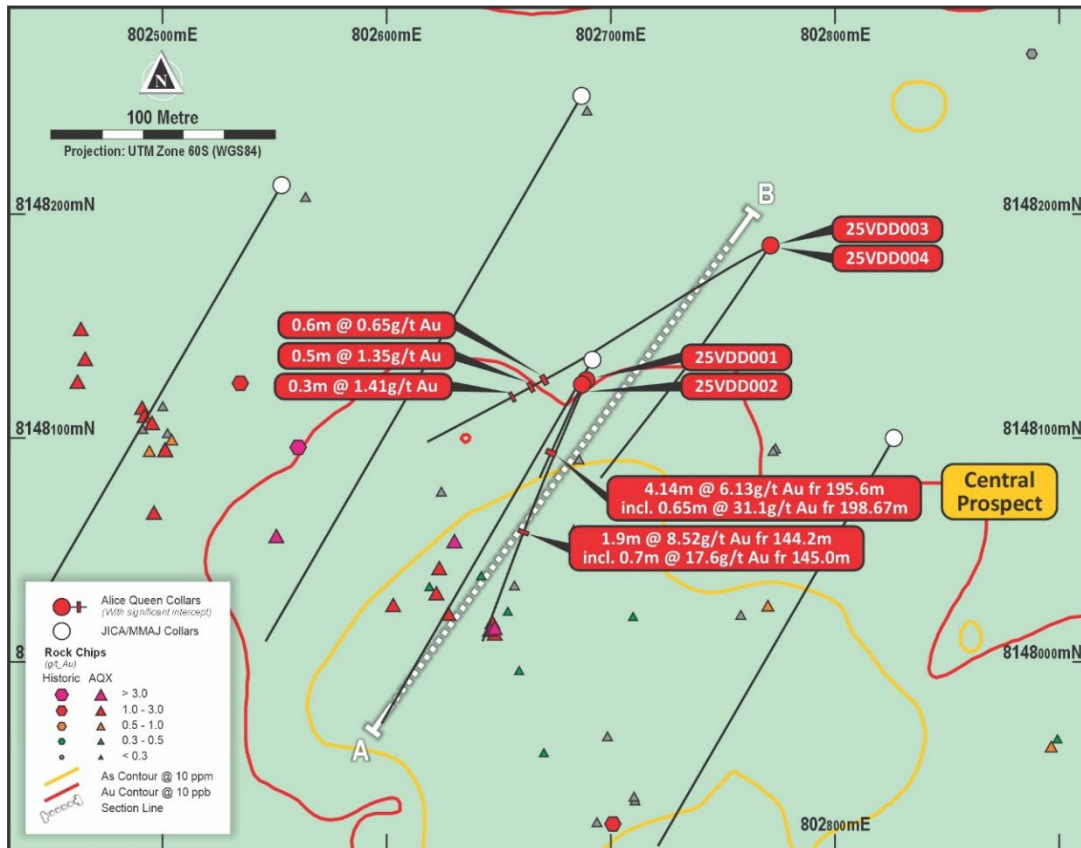 802500mE
802600mE
802700mE
802800mE
N
100 Metre
Projection: UTM Zone 60S (WGS84)
8148200mN
8148200mN
B
25VDD003
25VDD004
0.6m @ 0.65g/t Au
0.5m @ 1.35g/t Au
0.3m @ 1.41g/t Au
25VDD001
25VDD002
8148100mN
8148100mN
4.14m @ 6.13g/t Au fr 195.6m
incl. 0.65m @ 31.1g/t Au fr 198.67m
Central
Prospect
1.9m @ 8.52g/t Au fr 144.2m
incl. 0.7m @ 17.6g/t Au fr 145.0m
Alice Queen Collars
(With significant intercept)
JICA/MMAJ Collars
Rock Chips
(g/t_Au)
Historic AQX
> 3.0
1.0 - 3.0
0.5 - 1.0
0.3 - 0.5
< 0.3
As Contour @ 10 ppm
Au Contour @ 10 ppb
Section Line
8148000mN
A
802800mE